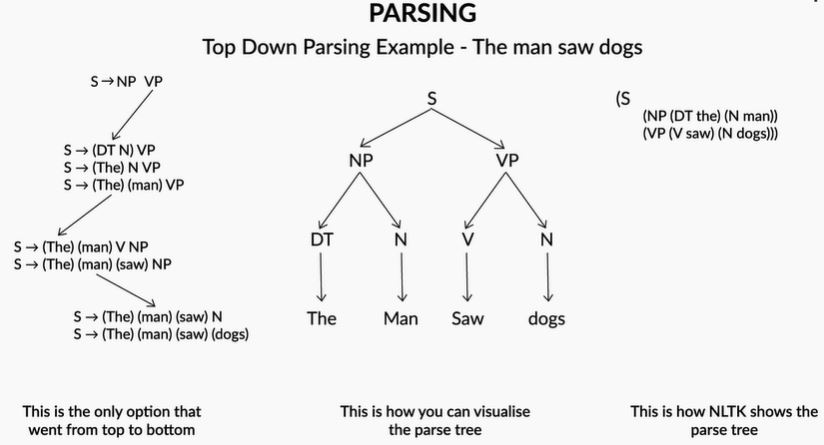 PARSING
Top Down Parsing Example - The man saw dogs
S→NP VP
S → (DT N) VP
S → (The) N VP
S → (The) (man) VP
S → (The) (man) V NP
S → (The) (man) (saw) NP
S → (The) (man) (saw) N
S → (The) (man) (saw) (dogs)
This is the only option that
went from top to bottom
S
NP VP
DT N V N
The Man Saw dogs
This is how you can visualise
the parse tree
(S
(NP (DT the) (N man))
(VP (V saw) (N dogs)))
This is how NLTK shows the
parse tree